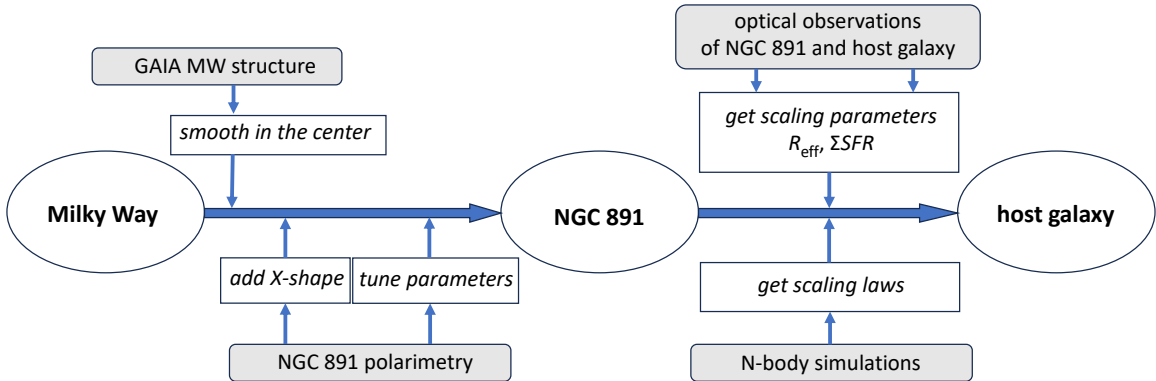 optical observations
of NGC 891 and host galaxy
GAIA MW structure
smooth in the center
get scaling parameters
R_eff, ΣSFR
Milky Way
NGC 891
host galaxy
add X-shape
tune parameters
get scaling laws
NGC 891 polarimetry
N-body simulations